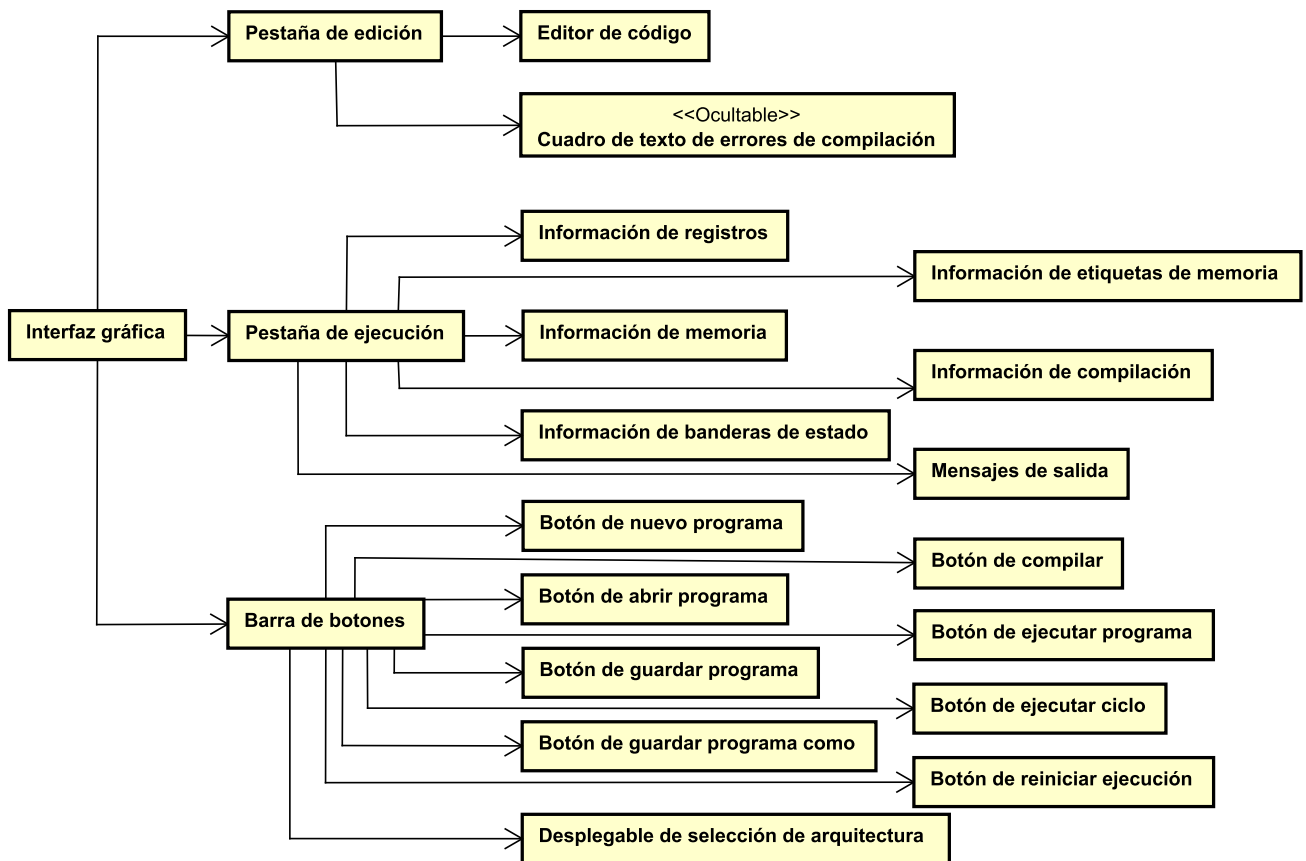 Pestaña de edición
Editor de código
<<Ocultable>>
Cuadro de texto de errores de compilación
Información de registros
Información de etiquetas de memoria
Interfaz gráfica
Pestaña de ejecución
Información de memoria
Información de compilación
Información de banderas de estado
Mensajes de salida
Botón de nuevo programa
Botón de compilar
Botón de abrir programa
Barra de botones
Botón de ejecutar programa
Botón de guardar programa
Botón de ejecutar ciclo
Botón de guardar programa como
Botón de reiniciar ejecución
Desplegable de selección de arquitectura